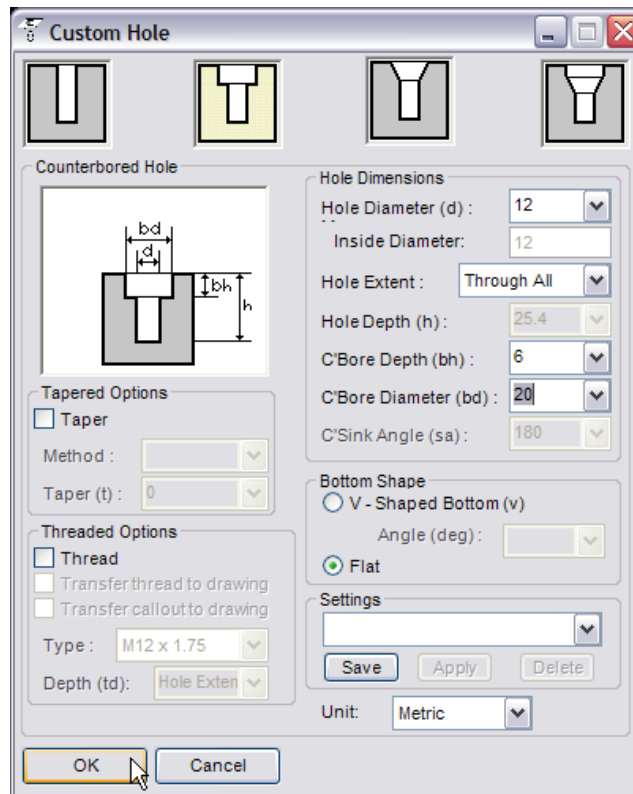 Custom Hole
Counterbored Hole
bd
d
bh
h
Tapered Options
Taper
Method :
Taper (t) : 0
Threaded Options
Thread
Transfer thread to drawing
Transfer callout to drawing
Type : M12 x 1.75
Depth (td): Hole Exten
Hole Dimensions
Hole Diameter (d) : 12
Inside Diameter: 12
Hole Extent : Through All
Hole Depth (h) : 25.4
C'Bore Depth (bh) : 6
C'Bore Diameter (bd) : 20
C'Sink Angle (sa) : 180
Bottom Shape
V - Shaped Bottom (v)
Angle (deg) :
Flat
Settings
Save Apply Delete
Unit: Metric
OK Cancel